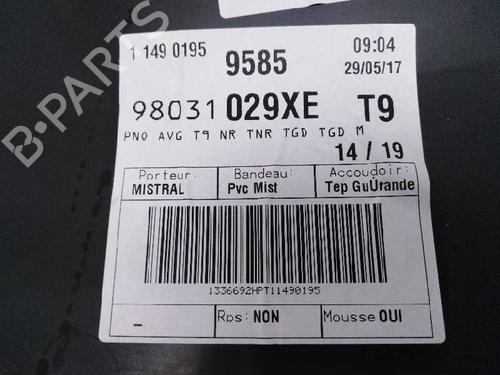 1 149 0195 9585 09:04
29/05/17
98031 029XE T9
PNO AVG T9 NR TNR TGD TGD M
14 / 19
Porteur: Bandeau: Accoudoir:
MISTRAL Pvc Mist Tep GuÜrande
1336692HPT11490195
- Rps: NON Mousse OUI
B-PARTS